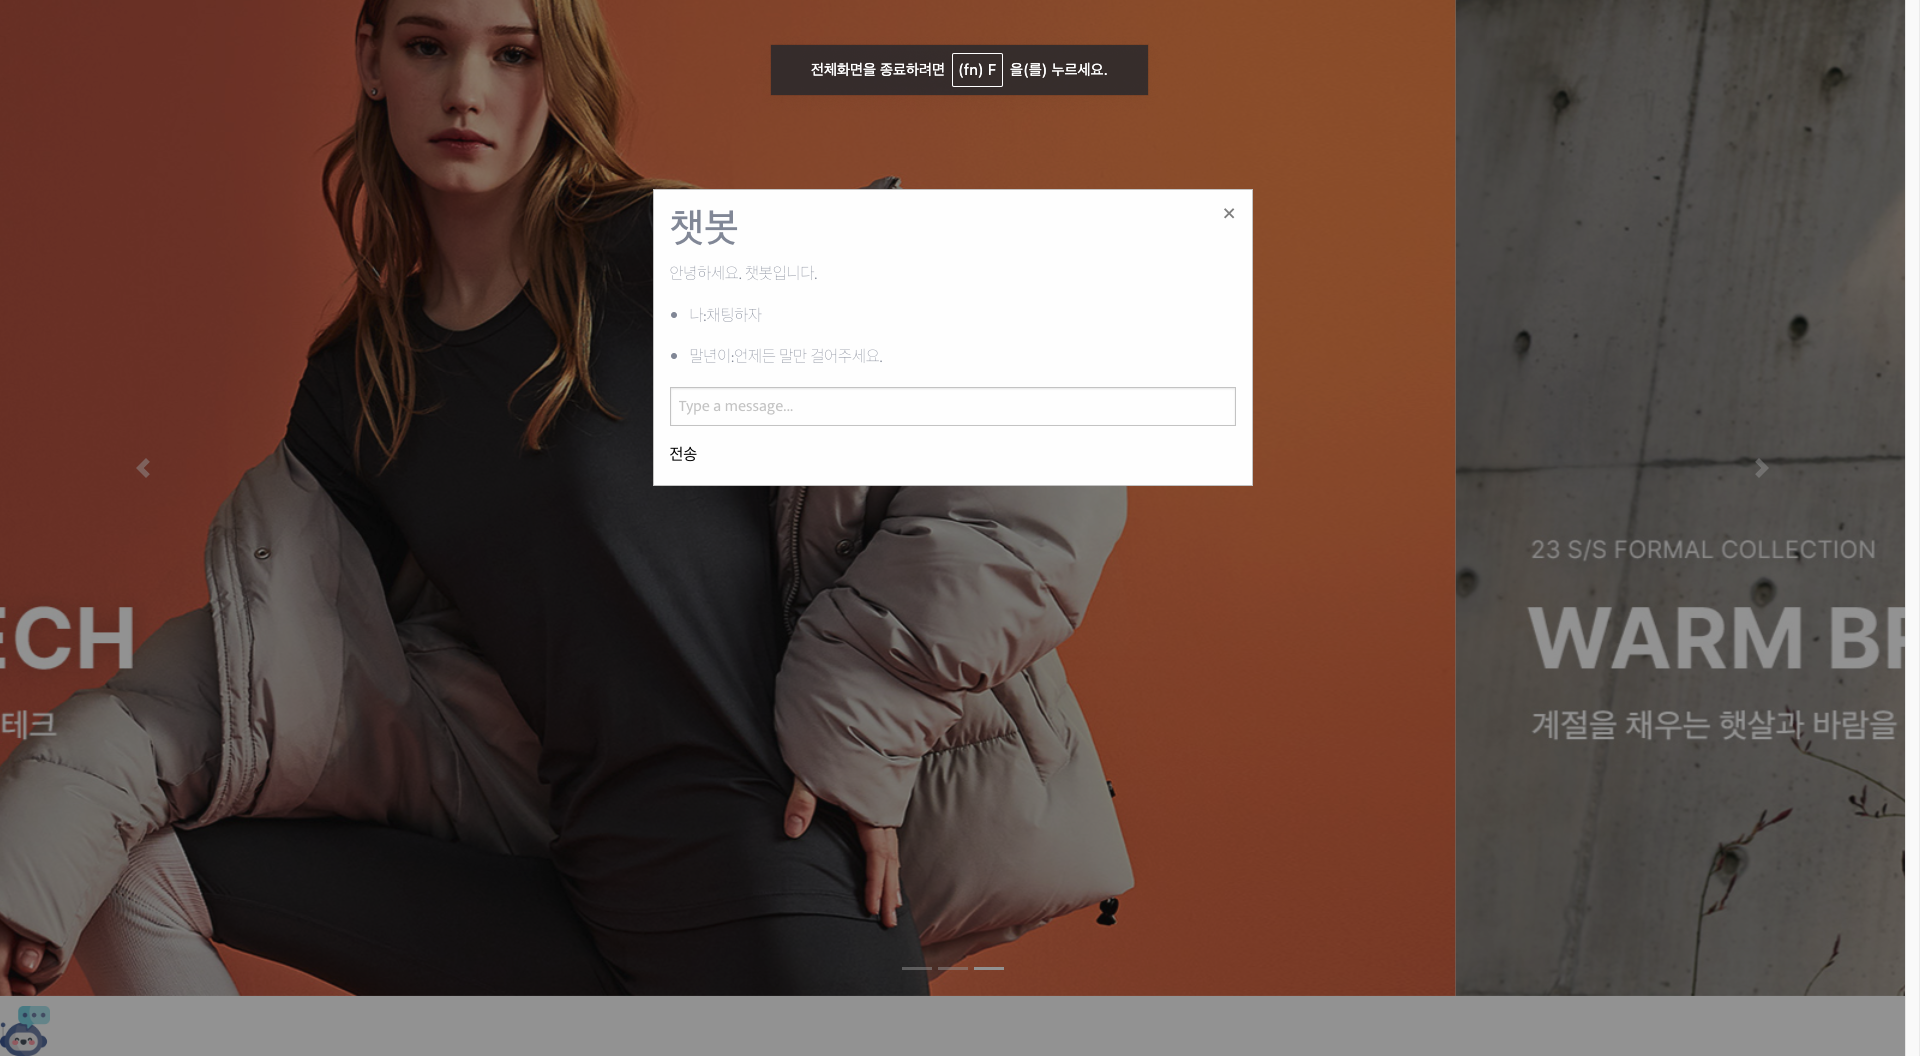 전체화면을 종료하려면 (fn) F 을(를) 누르세요.
챗봇
안녕하세요. 챗봇입니다.
나:채팅하자
말년이:언제든 말만 걸어주세요.
Type a message...
전송
23 S/S FORMAL COLLECTION
ECH
WARM BR
테크
계절을 채우는 햇살과 바람을